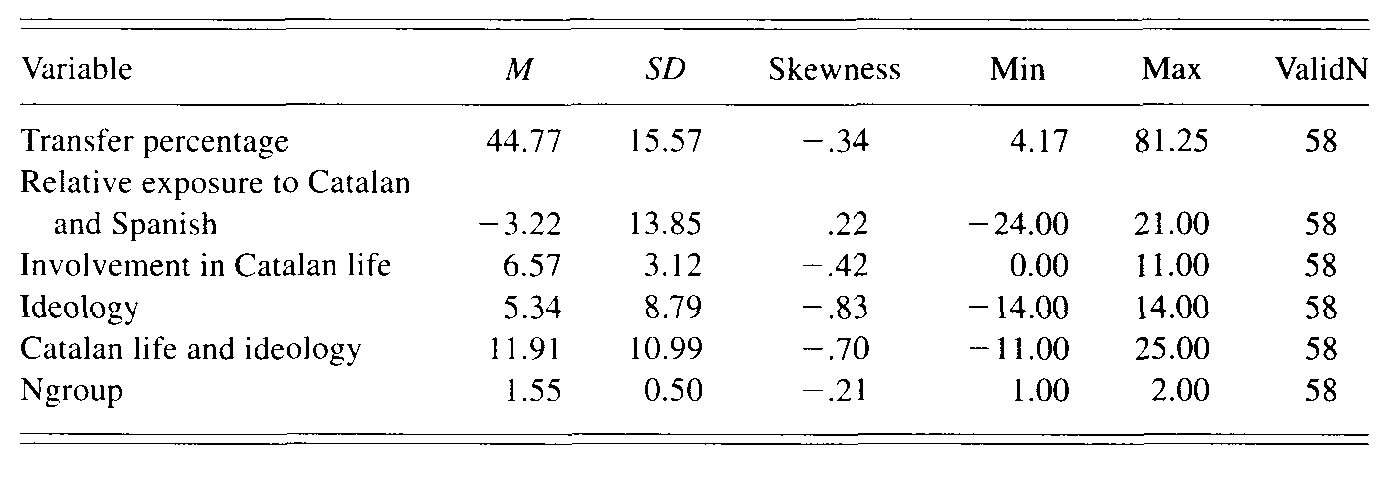 Variable M SD Skewness Min Max ValidN
Transfer percentage 44.77 15.57 −.34 4.17 81.25 58
Relative exposure to Catalan
and Spanish −3.22 13.85 .22 −24.00 21.00 58
Involvement in Catalan life 6.57 3.12 −.42 0.00 11.00 58
Ideology 5.34 8.79 −.83 −14.00 14.00 58
Catalan life and ideology 11.91 10.99 −.70 −11.00 25.00 58
Ngroup 1.55 0.50 −.21 1.00 2.00 58